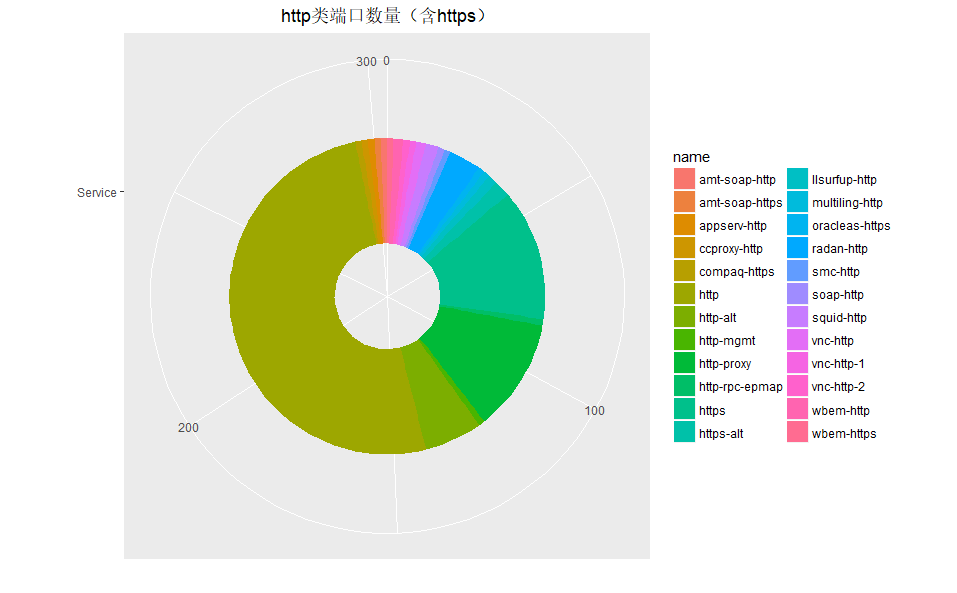 http类端口数量（含https）
300
0
Service
100
200
name
amt-soap-http
amt-soap-https
appserv-http
ccproxy-http
compaq-https
http
http-alt
http-mgmt
http-proxy
http-rpc-epmap
https
https-alt
llsurfup-http
multiling-http
oracleas-https
radan-http
smc-http
soap-http
squid-http
vnc-http
vnc-http-1
vnc-http-2
wbem-http
wbem-https